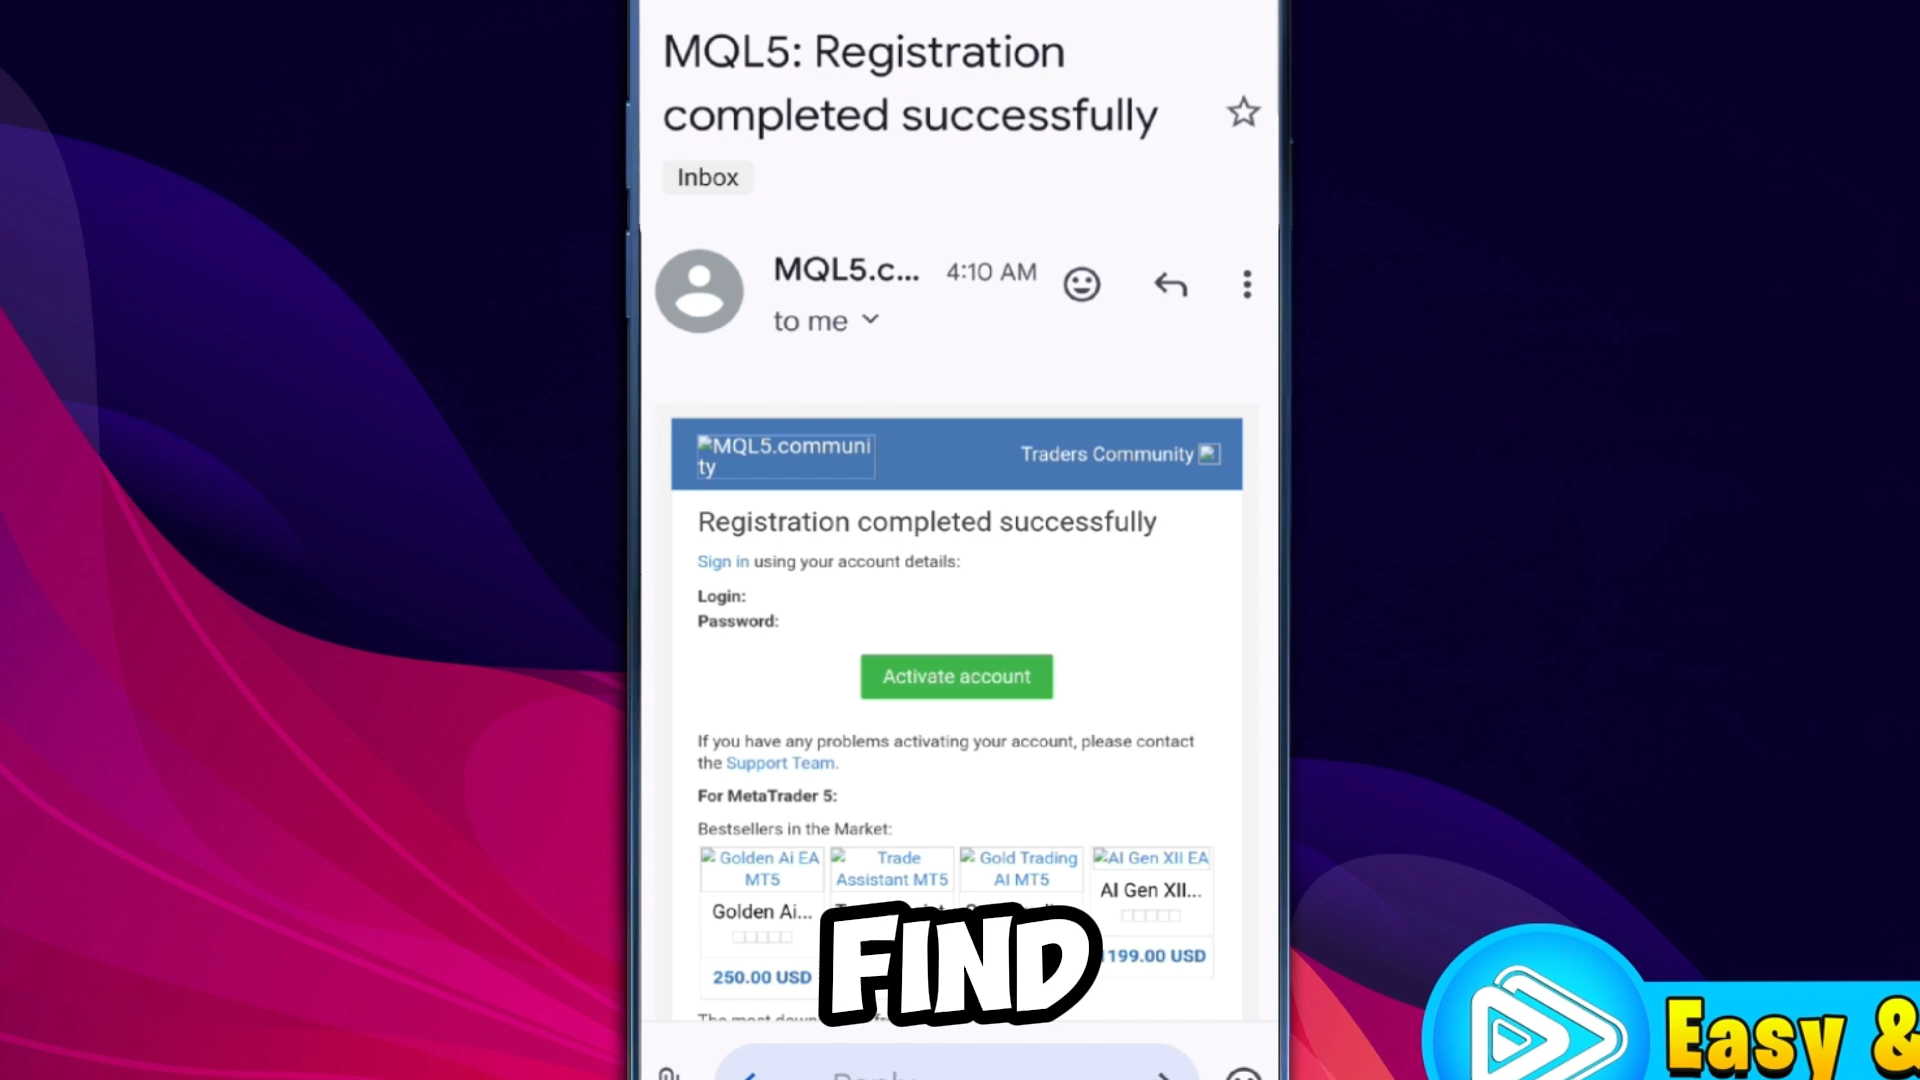 MQL5: Registration
completed successfully
Inbox
MQL5.c... 4:10 AM
to me
MQL5.communi
ty
Traders Community
Registration completed successfully
Sign in using your account details:
Login:
Password:
Activate account
If you have any problems activating your account, please contact
the Support Team.
For MetaTrader 5:
Bestsellers in the Market:
Golden Ai EA
MT5
Trade
Assistant MT5
Gold Trading
AI MT5
AI Gen XII EA
Golden Ai...
AI Gen XII...
250.00 USD
199.00 USD
FIND
Easy &